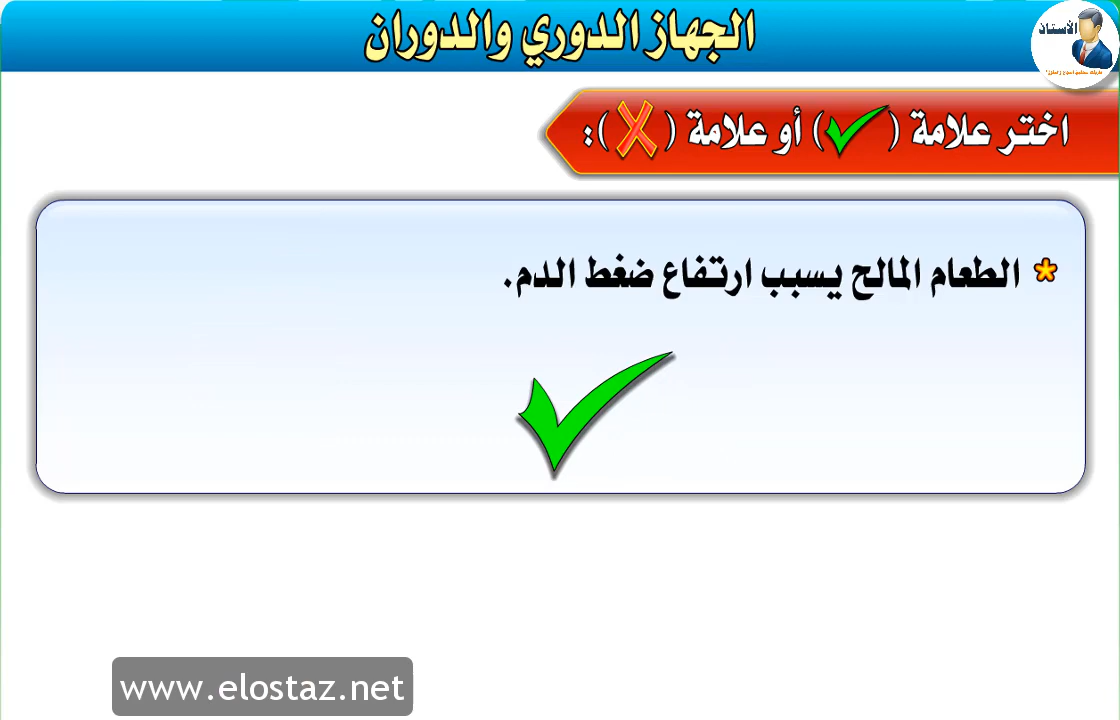 الجهاز الدوري والدوران
الأستاذ
اختر علامة ( ✓ ) أو علامة ( ✗ ):
* الطعام المالح يسبب ارتفاع ضغط الدم.
www.elostaz.net